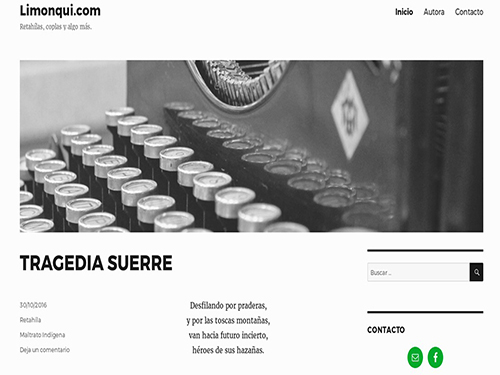 Limonqui.com
Retahílas, coplas y algo más.
Inicio Autora Contacto
TRAGEDIA SUERRE
30/10/2016
Retahíla
Maltrato Indígena
Deja un comentario
Desfilando por praderas,
y por las toscas montañas,
van hacia futuro incierto,
héroes de sus hazañas.
Buscar …
CONTACTO